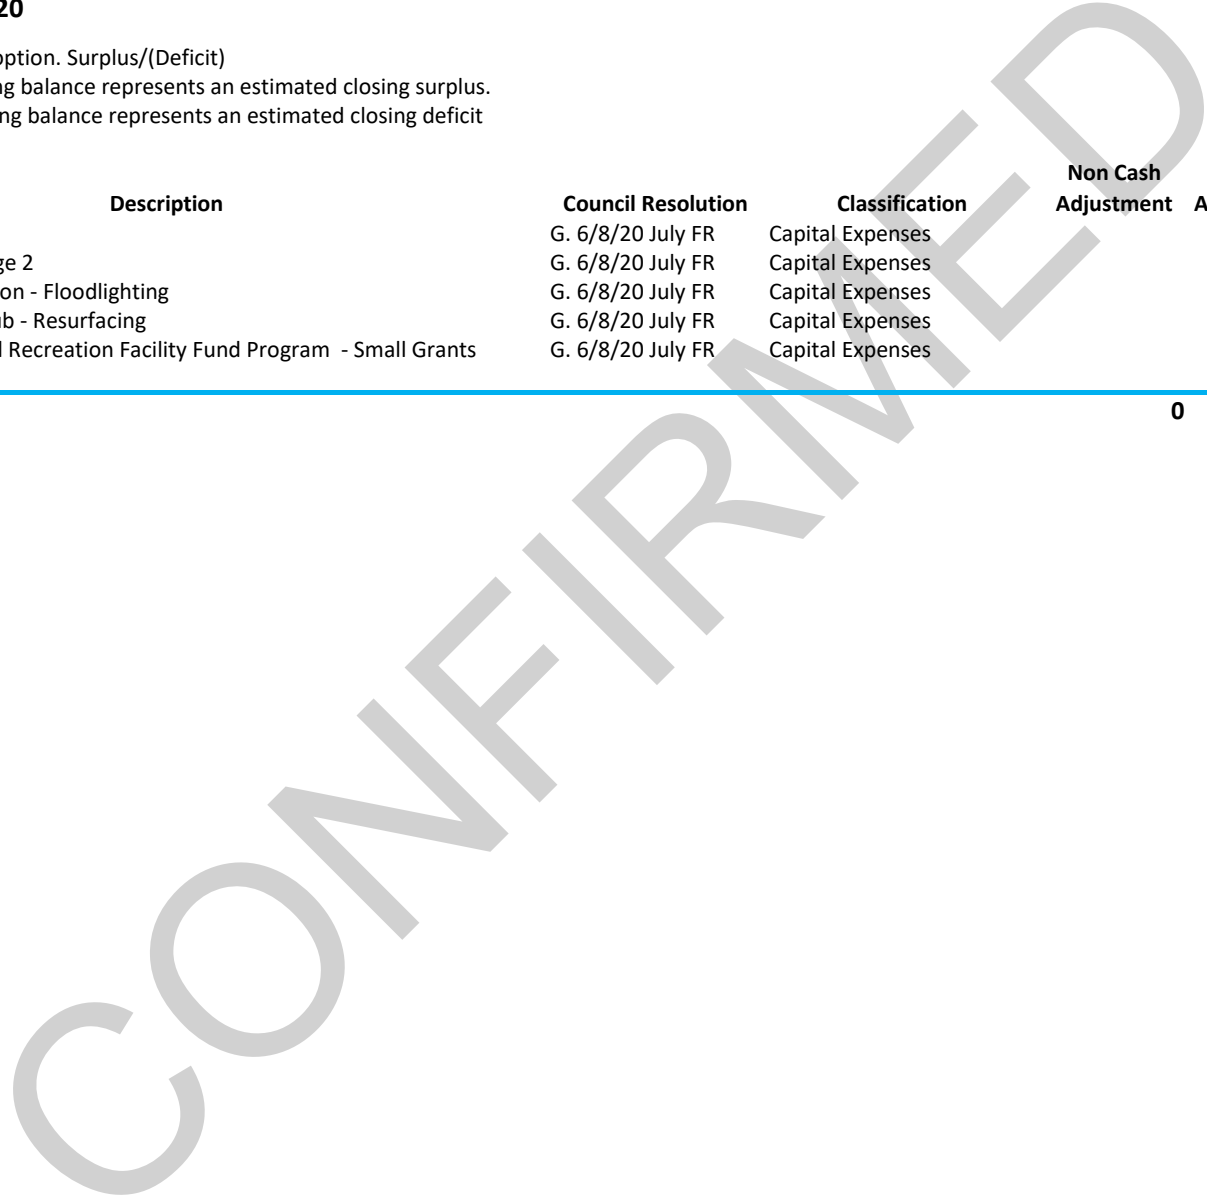 20
ption. Surplus/(Deficit)
ng balance represents an estimated closing surplus.
ng balance represents an estimated closing deficit
Non Cash
Description Council Resolution Classification Adjustment A
G. 6/8/20 July FR Capital Expenses
ge 2 G. 6/8/20 July FR Capital Expenses
on - Floodlighting G. 6/8/20 July FR Capital Expenses
ub - Resurfacing G. 6/8/20 July FR Capital Expenses
l Recreation Facility Fund Program - Small Grants G. 6/8/20 July FR Capital Expenses
0
CONFIRMED